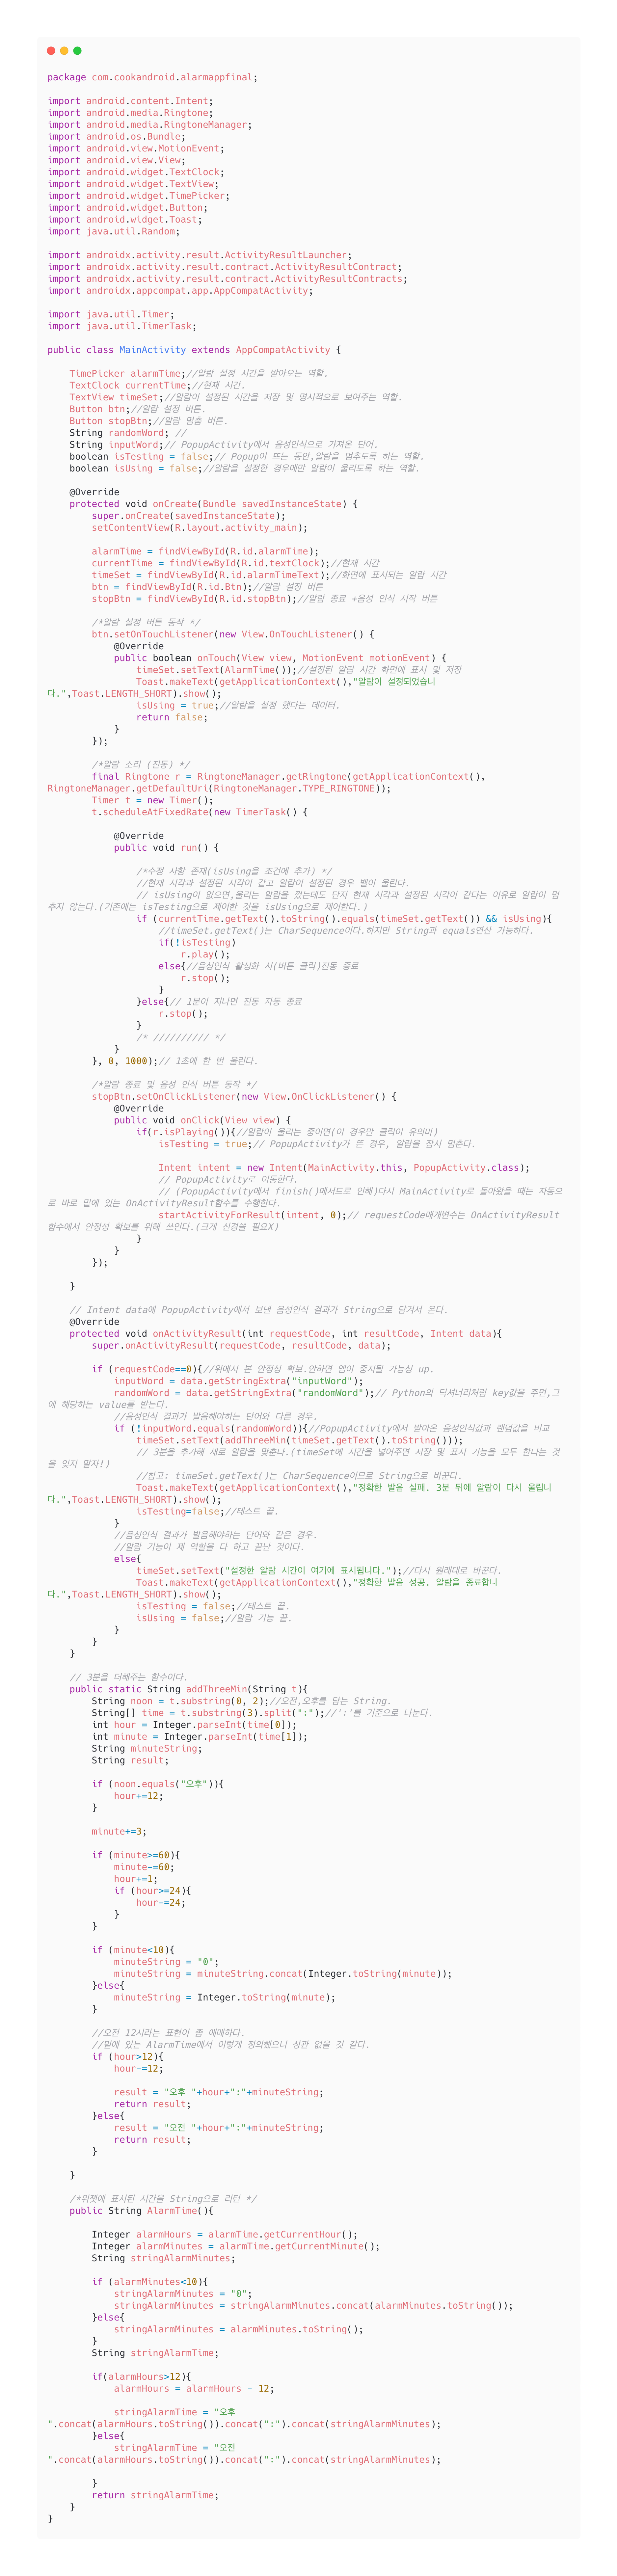 package com.cookandroid.alarmappfinal;

import android.content.Intent;
import android.media.Ringtone;
import android.media.RingtoneManager;
import android.os.Bundle;
import android.view.MotionEvent;
import android.view.View;
import android.widget.TextClock;
import android.widget.TextView;
import android.widget.TimePicker;
import android.widget.Button;
import android.widget.Toast;
import java.util.Random;

import androidx.activity.result.ActivityResultLauncher;
import androidx.activity.result.contract.ActivityResultContract;
import androidx.activity.result.contract.ActivityResultContracts;
import androidx.appcompat.app.AppCompatActivity;

import java.util.Timer;
import java.util.TimerTask;

public class MainActivity extends AppCompatActivity {

    TimePicker alarmTime;//알람 설정 시간을 받아오는 역할.
    TextClock currentTime;//현재 시간.
    TextView timeSet;//알람이 설정된 시간을 저장 및 명시적으로 보여주는 역할.
    Button btn;//알람 설정 버튼.
    Button stopBtn;//알람 멈춤 버튼.
    String randomWord; //
    String inputWord;// PopupActivity에서 음성인식으로 가져온 단어.
    boolean isTesting = false;// Popup이 뜨는 동안,알람을 멈추도록 하는 역할.
    boolean isUsing = false;//알람을 설정한 경우에만 알람이 울리도록 하는 역할.

    @Override
    protected void onCreate(Bundle savedInstanceState) {
        super.onCreate(savedInstanceState);
        setContentView(R.layout.activity_main);

        alarmTime = findViewById(R.id.alarmTime);
        currentTime = findViewById(R.id.textClock);//현재 시간
        timeSet = findViewById(R.id.alarmTimeText);//화면에 표시되는 알람 시간
        btn = findViewById(R.id.Btn);//알람 설정 버튼
        stopBtn = findViewById(R.id.stopBtn);//알람 종료 +음성 인식 시작 버튼

        /*알람 설정 버튼 동작 */
        btn.setOnTouchListener(new View.OnTouchListener() {
            @Override
            public boolean onTouch(View view, MotionEvent motionEvent) {
                timeSet.setText(AlarmTime());//설정된 알람 시간 화면에 표시 및 저장
                Toast.makeText(getApplicationContext(),"알람이 설정되었습니
다.",Toast.LENGTH_SHORT).show();
                isUsing = true;//알람을 설정 했다는 데이터.
                return false;
            }
        });

        /*알람 소리 (진동) */
        final Ringtone r = RingtoneManager.getRingtone(getApplicationContext(),
RingtoneManager.getDefaultUri(RingtoneManager.TYPE_RINGTONE));
        Timer t = new Timer();
        t.scheduleAtFixedRate(new TimerTask() {

            @Override
            public void run() {

                /*수정 사항 존재(isUsing을 조건에 추가) */
                //현재 시각과 설정된 시각이 같고 알람이 설정된 경우 벨이 울린다.
                // isUsing이 없으면,울리는 알람을 껐는데도 단지 현재 시각과 설정된 시각이 같다는 이유로 알람이 멈
추지 않는다.(기존에는 isTesting으로 제어한 것을 isUsing으로 제어한다.)
                if (currentTime.getText().toString().equals(timeSet.getText()) && isUsing){
                    //timeSet.getText()는 CharSequence이다.하지만 String과 equals연산 가능하다.
                    if(!isTesting)
                        r.play();
                    else{//음성인식 활성화 시(버튼 클릭)진동 종료
                        r.stop();
                    }
                }else{// 1분이 지나면 진동 자동 종료
                    r.stop();
                }
                /* ////////// */
            }
        }, 0, 1000);// 1초에 한 번 울린다.

        /*알람 종료 및 음성 인식 버튼 동작 */
        stopBtn.setOnClickListener(new View.OnClickListener() {
            @Override
            public void onClick(View view) {
                if(r.isPlaying()){//알람이 울리는 중이면(이 경우만 클릭이 유의미)
                    isTesting = true;// PopupActivity가 뜬 경우, 알람을 잠시 멈춘다.

                    Intent intent = new Intent(MainActivity.this, PopupActivity.class);
                    // PopupActivity로 이동한다.
                    // (PopupActivity에서 finish()메서드로 인해)다시 MainActivity로 돌아왔을 때는 자동으
로 바로 밑에 있는 OnActivityResult함수를 수행한다.
                    startActivityForResult(intent, 0);// requestCode매개변수는 OnActivityResult
함수에서 안정성 확보를 위해 쓰인다.(크게 신경쓸 필요X)
                }
            }
        });

    }

    // Intent data에 PopupActivity에서 보낸 음성인식 결과가 String으로 담겨서 온다.
    @Override
    protected void onActivityResult(int requestCode, int resultCode, Intent data){
        super.onActivityResult(requestCode, resultCode, data);

        if (requestCode==0){//위에서 본 안정성 확보.안하면 앱이 중지될 가능성 up.
            inputWord = data.getStringExtra("inputWord");
            randomWord = data.getStringExtra("randomWord");// Python의 딕셔너리처럼 key값을 주면,그
에 해당하는 value를 받는다.
            //음성인식 결과가 발음해야하는 단어와 다른 경우.
            if (!inputWord.equals(randomWord)){//PopupActivity에서 받아온 음성인식값과 랜덤값을 비교
                timeSet.setText(addThreeMin(timeSet.getText().toString()));
                // 3분을 추가해 새로 알람을 맞춘다.(timeSet에 시간을 넣어주면 저장 및 표시 기능을 모두 한다는 것
을 잊지 말자!)
                //참고: timeSet.getText()는 CharSequence이므로 String으로 바꾼다.
                Toast.makeText(getApplicationContext(),"정확한 발음 실패. 3분 뒤에 알람이 다시 울립니
다.",Toast.LENGTH_SHORT).show();
                isTesting=false;//테스트 끝.
            }
            //음성인식 결과가 발음해야하는 단어와 같은 경우.
            //알람 기능이 제 역할을 다 하고 끝난 것이다.
            else{
                timeSet.setText("설정한 알람 시간이 여기에 표시됩니다.");//다시 원래대로 바꾼다.
                Toast.makeText(getApplicationContext(),"정확한 발음 성공. 알람을 종료합니
다.",Toast.LENGTH_SHORT).show();
                isTesting = false;//테스트 끝.
                isUsing = false;//알람 기능 끝.
            }
        }
    }

    // 3분을 더해주는 함수이다.
    public static String addThreeMin(String t){
        String noon = t.substring(0, 2);//오전,오후를 담는 String.
        String[] time = t.substring(3).split(":");//':'를 기준으로 나눈다.
        int hour = Integer.parseInt(time[0]);
        int minute = Integer.parseInt(time[1]);
        String minuteString;
        String result;

        if (noon.equals("오후")){
            hour+=12;
        }

        minute+=3;

        if (minute>=60){
            minute-=60;
            hour+=1;
            if (hour>=24){
                hour-=24;
            }
        }

        if (minute<10){
            minuteString = "0";
            minuteString = minuteString.concat(Integer.toString(minute));
        }else{
            minuteString = Integer.toString(minute);
        }

        //오전 12시라는 표현이 좀 애매하다.
        //밑에 있는 AlarmTime에서 이렇게 정의했으니 상관 없을 것 같다.
        if (hour>12){
            hour-=12;

            result = "오후 "+hour+":"+minuteString;
            return result;
        }else{
            result = "오전 "+hour+":"+minuteString;
            return result;
        }

    }

    /*위젯에 표시된 시간을 String으로 리턴 */
    public String AlarmTime(){

        Integer alarmHours = alarmTime.getCurrentHour();
        Integer alarmMinutes = alarmTime.getCurrentMinute();
        String stringAlarmMinutes;

        if (alarmMinutes<10){
            stringAlarmMinutes = "0";
            stringAlarmMinutes = stringAlarmMinutes.concat(alarmMinutes.toString());
        }else{
            stringAlarmMinutes = alarmMinutes.toString();
        }
        String stringAlarmTime;

        if(alarmHours>12){
            alarmHours = alarmHours - 12;

            stringAlarmTime = "오후
".concat(alarmHours.toString()).concat(":").concat(stringAlarmMinutes);
        }else{
            stringAlarmTime = "오전
".concat(alarmHours.toString()).concat(":").concat(stringAlarmMinutes);

        }
        return stringAlarmTime;
    }
}